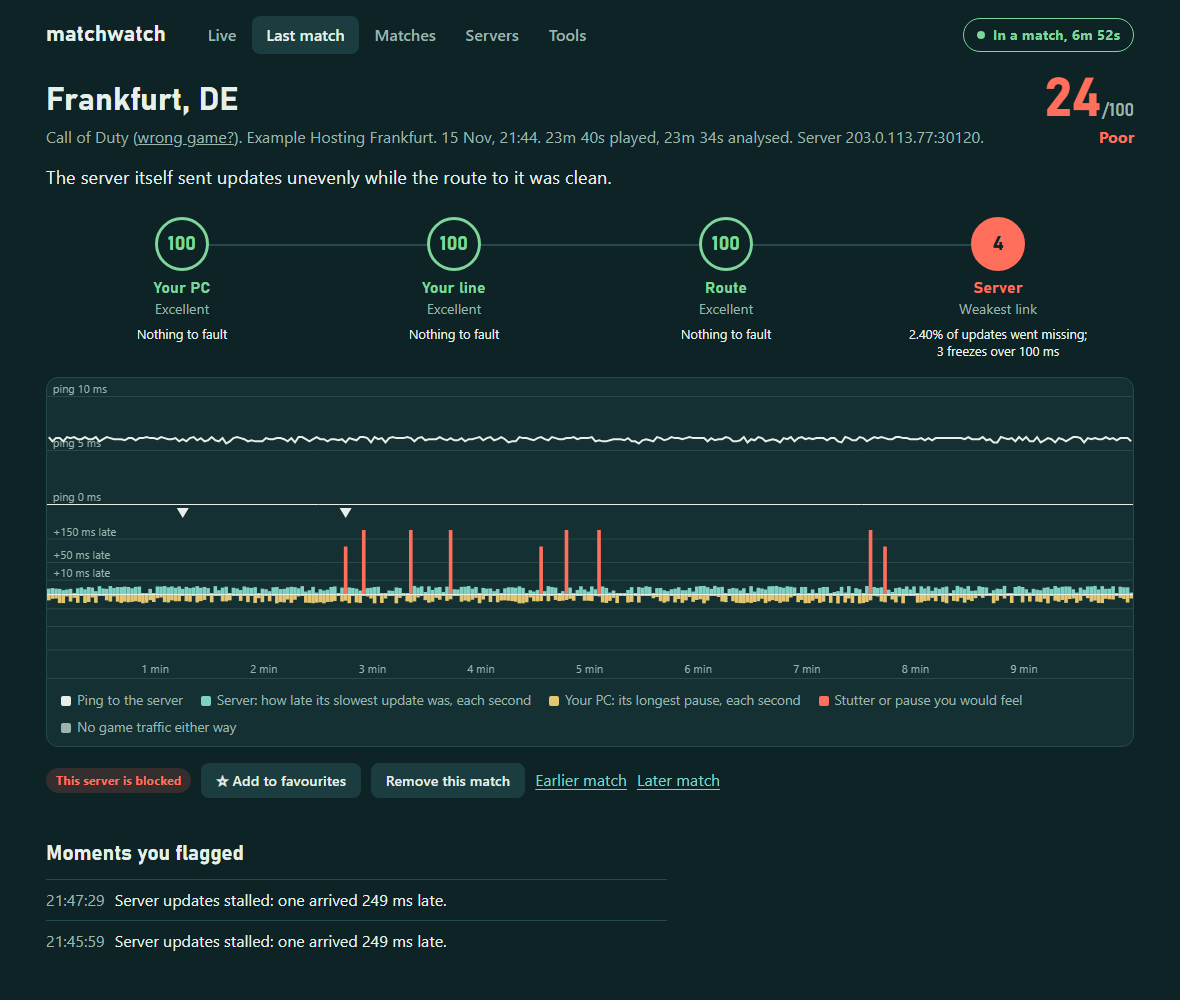 matchwatch
Live
Last match
Matches
Servers
Tools
In a match, 6m 52s
Frankfurt, DE
24/100
Call of Duty (wrong game?). Example Hosting Frankfurt. 15 Nov, 21:44. 23m 40s played, 23m 34s analysed. Server 203.0.113.77:30120.
Poor
The server itself sent updates unevenly while the route to it was clean.
100
100
100
4
Your PC
Your line
Route
Server
Excellent
Excellent
Excellent
Weakest link
Nothing to fault
Nothing to fault
Nothing to fault
2.40% of updates went missing;
3 freezes over 100 ms
ping 10 ms
ping 5 ms
ping 0 ms
+150 ms late
+50 ms late
+10 ms late
1 min
2 min
3 min
4 min
5 min
6 min
7 min
8 min
9 min
Ping to the server
Server: how late its slowest update was, each second
Your PC: its longest pause, each second
Stutter or pause you would feel
No game traffic either way
This server is blocked
☆ Add to favourites
Remove this match
Earlier match
Later match
Moments you flagged
21:47:29 Server updates stalled: one arrived 249 ms late.
21:45:59 Server updates stalled: one arrived 249 ms late.